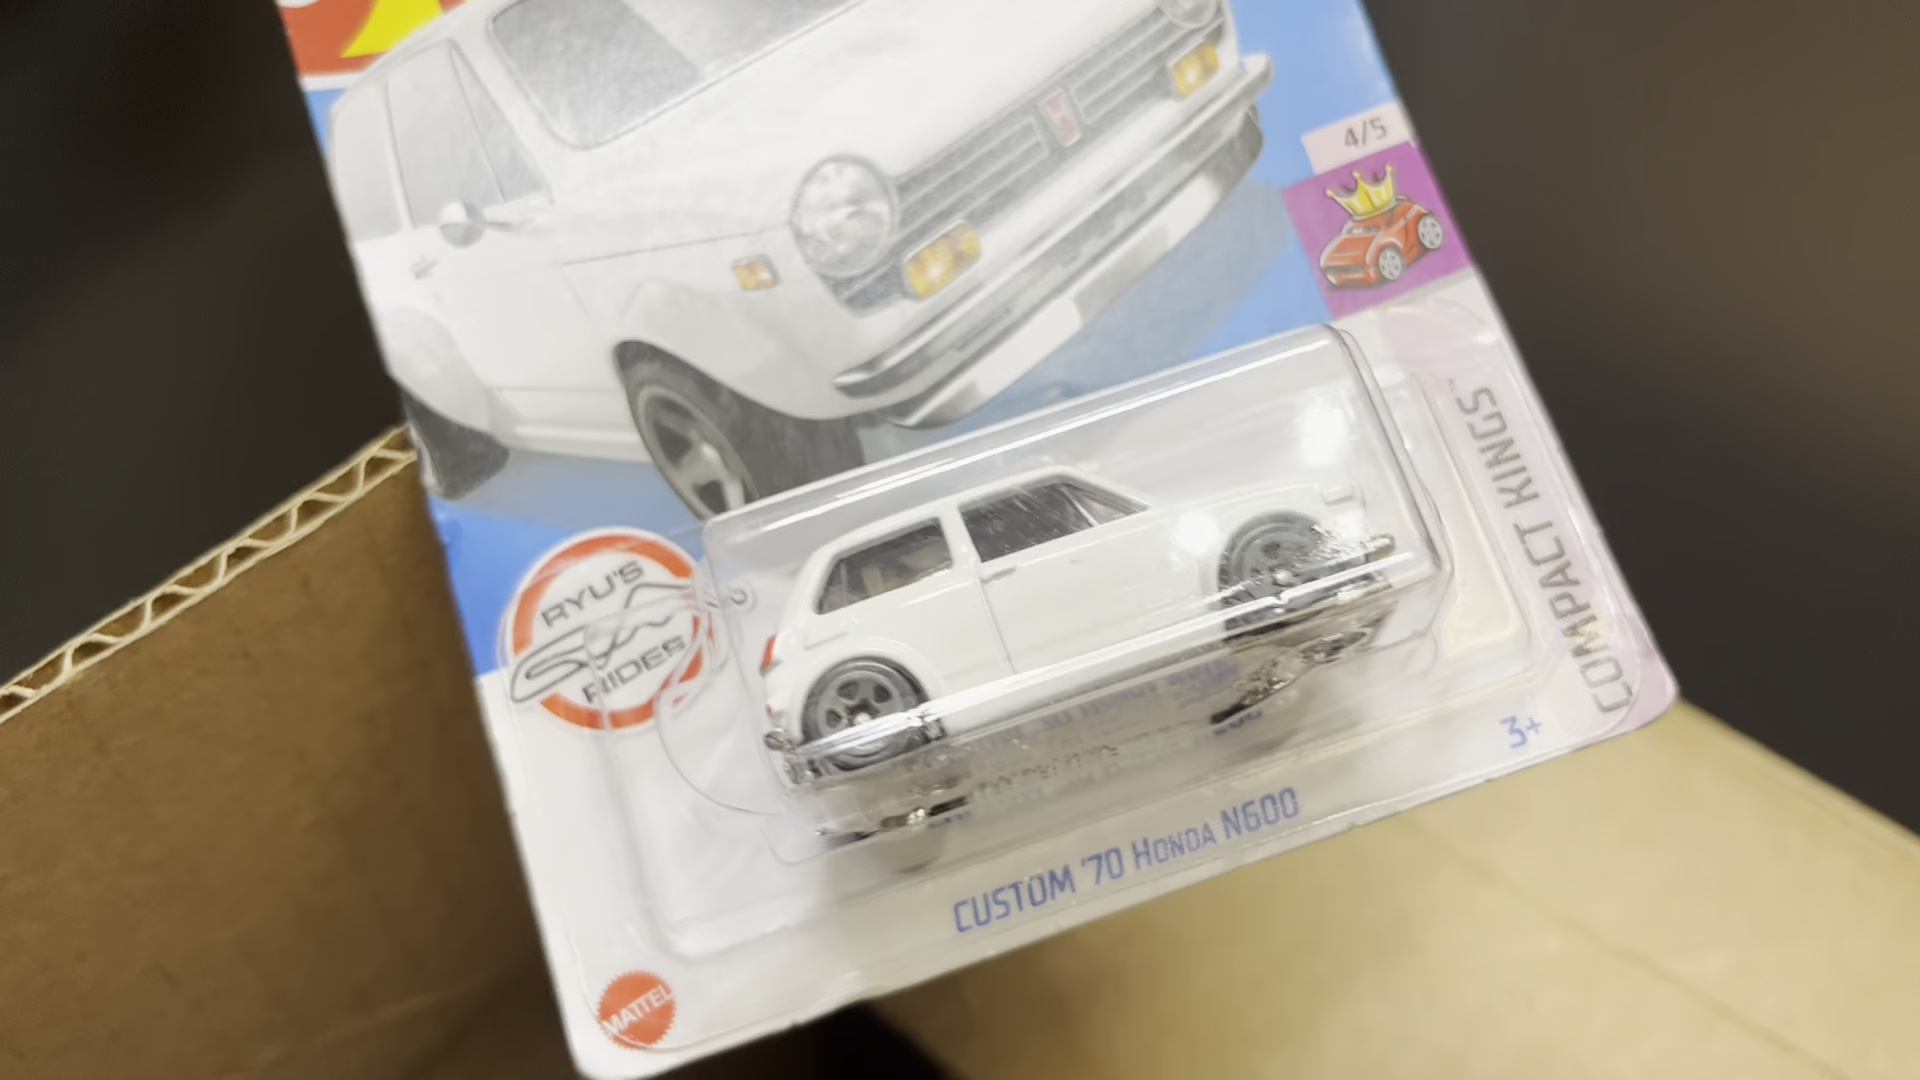 4/5
COMPACT KINGS™
RYU'S
RIDES
3+
CUSTOM '70 HONDA N600
MATTEL